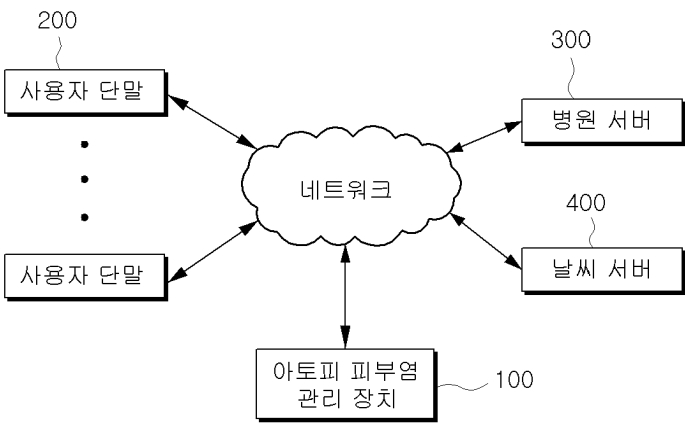 200
사용자 단말
300
병원 서버
네트워크
400
날씨 서버
사용자 단말
아토피 피부염
관리 장치
100